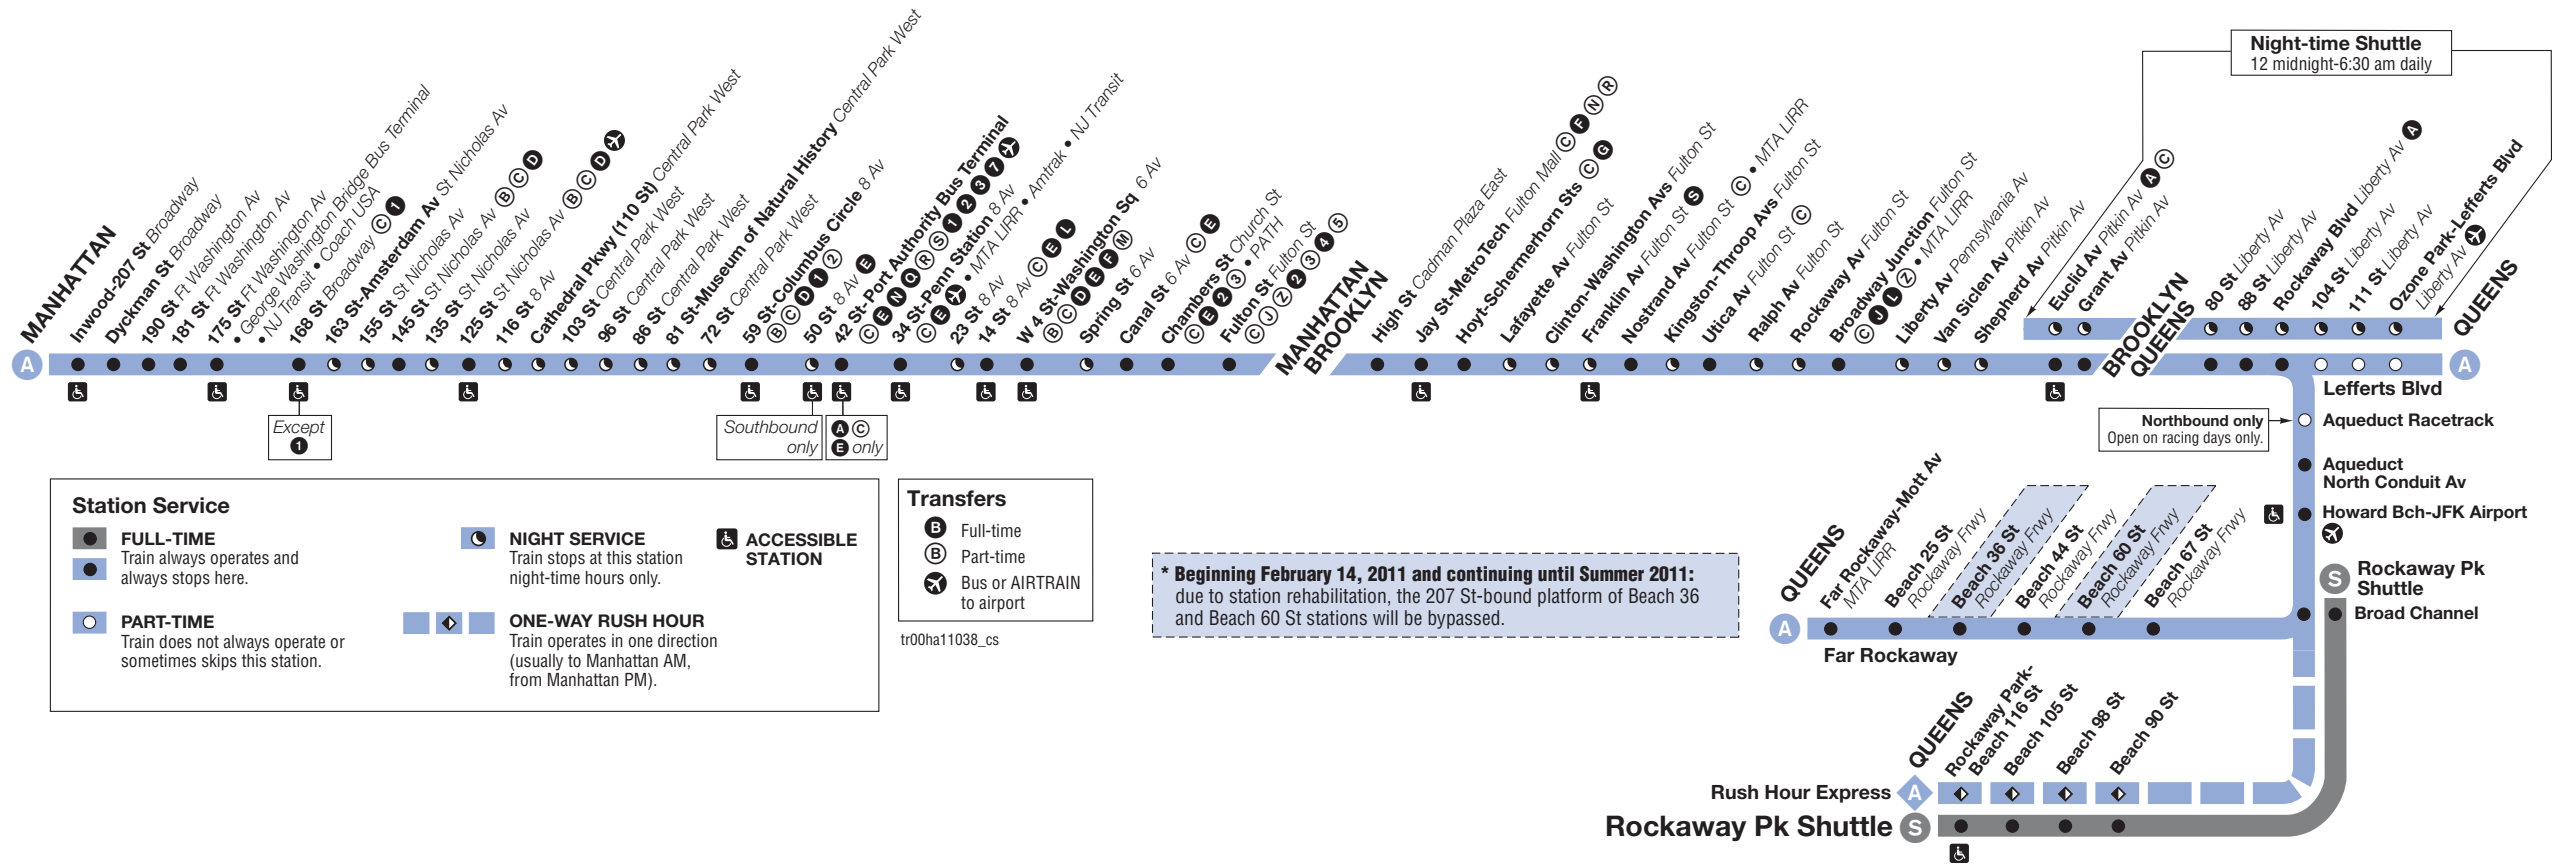 MANHATTAN
Inwood-207 St Broadway
Dyckman St Broadway
190 St Ft Washington Av
181 St Ft Washington Av
175 St Ft Washington Av
• George Washington Bridge Bus Terminal
• NJ Transit • Coach USA
168 St Broadway C 1
163 St-Amsterdam Av St Nicholas Av
155 St St Nicholas Av
145 St St Nicholas Av B C D
135 St St Nicholas Av
125 St St Nicholas Av B C D
116 St 8 Av
Cathedral Pkwy (110 St) Central Park West
103 St Central Park West
96 St Central Park West
86 St Central Park West
81 St-Museum of Natural History Central Park West
72 St Central Park West
59 St-Columbus Circle 8 Av
B C D 1 2
50 St 8 Av E
42 St- Port Authority Bus Terminal
C E N Q R S 1 2 3 7
34 St-Penn Station 8 Av
C E • MTA LIRR • Amtrak • NJ Transit
23 St 8 Av
14 St 8 Av C E L
W 4 St-Washington Sq 6 Av
B C D E F M
Spring St 6 Av
Canal St 6 Av C E
Chambers St Church St
C E 2 3 • PATH
Fulton St Fulton St
C J Z 2 3 4 5
MANHATTAN
BROOKLYN
High St Cadman Plaza East
Jay St-MetroTech Fulton Mall C F N R
Hoyt-Schermerhorn Sts C G
Lafayette Av Fulton St
Clinton-Washington Avs Fulton St
Franklin Av Fulton St S
Nostrand Av Fulton St C • MTA LIRR
Kingston-Throop Avs Fulton St
Utica Av Fulton St C
Ralph Av Fulton St
Rockaway Av Fulton St
Broadway Junction Fulton St
C J L Z • MTA LIRR
Liberty Av Pennsylvania Av
Van Siclen Av Pitkin Av
Shepherd Av Pitkin Av
Euclid Av Pitkin Av A C
Grant Av Pitkin Av
BROOKLYN
QUEENS
80 St Liberty Av
88 St Liberty Av
Rockaway Blvd Liberty Av A
104 St Liberty Av
111 St Liberty Av
Ozone Park-Lefferts Blvd
Liberty Av
QUEENS
Night-time Shuttle
12 midnight-6:30 am daily
A
A
Lefferts Blvd
Except
1
Southbound
only
A C
E only
Northbound only
Open on racing days only.
Aqueduct Racetrack
Aqueduct
North Conduit Av
Howard Bch-JFK Airport
S Rockaway Pk
Shuttle
Broad Channel
Station Service
FULL-TIME
Train always operates and
always stops here.
PART-TIME
Train does not always operate or
sometimes skips this station.
NIGHT SERVICE
Train stops at this station
night-time hours only.
ONE-WAY RUSH HOUR
Train operates in one direction
(usually to Manhattan AM,
from Manhattan PM).
ACCESSIBLE
STATION
Transfers
B Full-time
B Part-time
Bus or AIRTRAIN
to airport
tr00ha11038_cs
* Beginning February 14, 2011 and continuing until Summer 2011:
due to station rehabilitation, the 207 St-bound platform of Beach 36
and Beach 60 St stations will be bypassed.
QUEENS
Far Rockaway-Mott Av
MTA LIRR
Beach 25 St
Rockaway Frwy
Beach 36 St
Rockaway Frwy
Beach 44 St
Rockaway Frwy
Beach 60 St
Rockaway Frwy
Beach 67 St
Rockaway Frwy
A
Far Rockaway
QUEENS
Rockaway Park-
Beach 116 St
Beach 105 St
Beach 98 St
Beach 90 St
Rush Hour Express A
Rockaway Pk Shuttle S